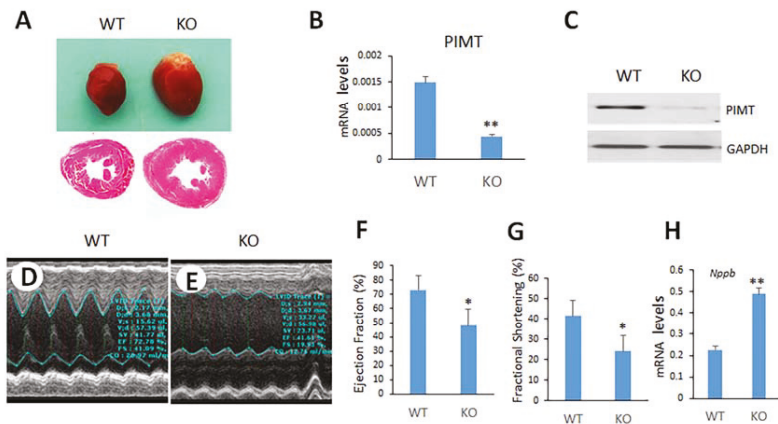 A
WT KO
B
PIMT
mRNA levels
0.002
0.0015
0.001
0.0005
0
**
WT KO
C
WT KO
PIMT
GAPDH
WT KO
D
EF : 72.78 %
E
F
Ejection Fraction (%)
90
80
70
60
50
40
30
20
10
0
*
WT KO
G
Fractional Shortening (%)
60
50
40
30
20
10
0
*
WT KO
H
Nppb
mRNA levels
0.6
0.5
0.4
0.3
0.2
0.1
0
**
WT KO